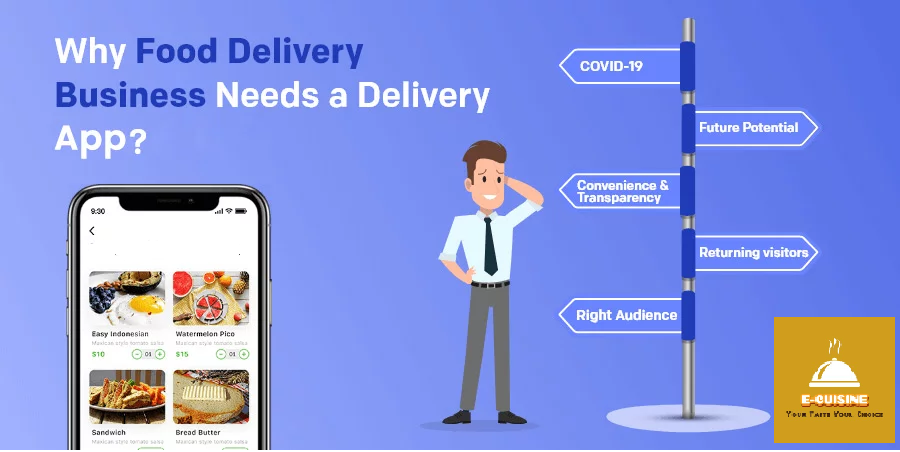 Why Food Delivery
Business Needs a Delivery
App?
COVID-19
Future Potential
Convenience &
Transparency
Returning visitors
Right Audience
9:30
Easy Indonesian
Mexican style tomato salsa
$10
01
Watermelon Pico
Mexican style tomato salsa
$15
01
Sandwich
Mexican style tomato salsa
Bread Butter
Mexican style tomato salsa
E-CUISINE
Your Taste Your Choice